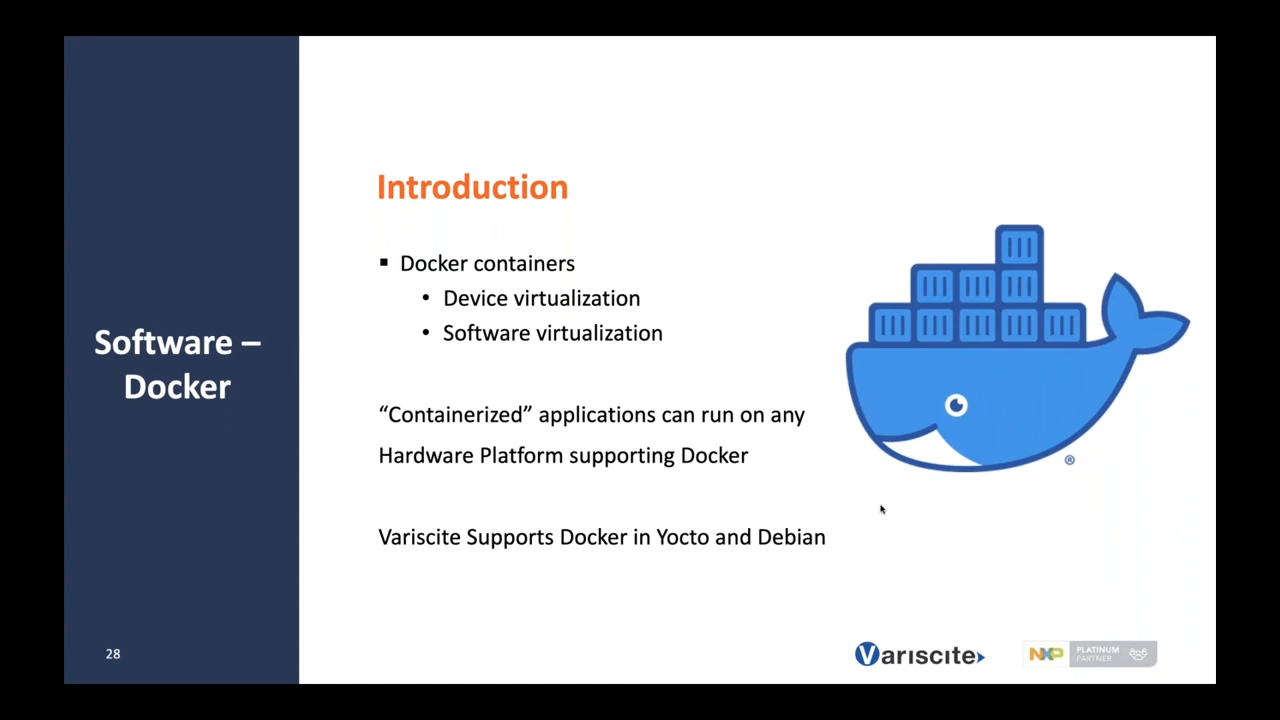 Software –
Docker
Introduction
▪ Docker containers
• Device virtualization
• Software virtualization
“Containerized” applications can run on any
Hardware Platform supporting Docker
Variscite Supports Docker in Yocto and Debian
®
28
Variscite
NXP
PLATINUM
PARTNER